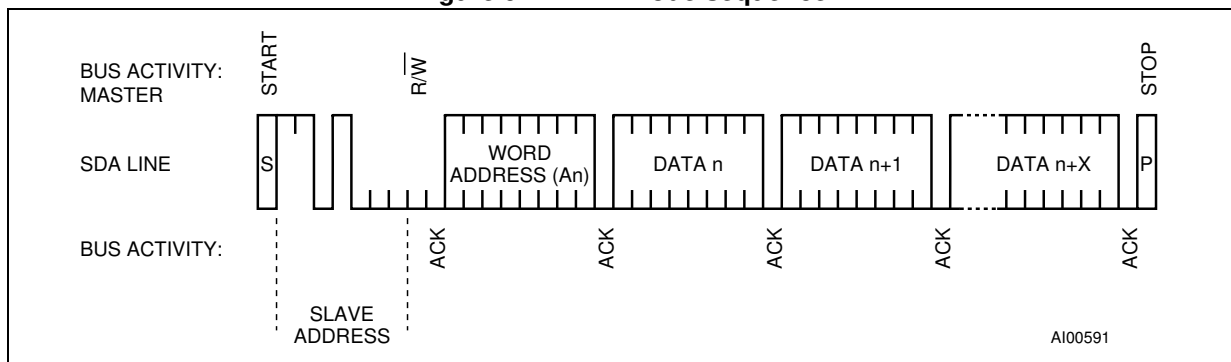 START
R/W
STOP
BUS ACTIVITY:
MASTER
SDA LINE
S
WORD
ADDRESS (An)
DATA n
DATA n+1
DATA n+X
P
BUS ACTIVITY:
ACK
ACK
ACK
ACK
ACK
SLAVE
ADDRESS
AI00591